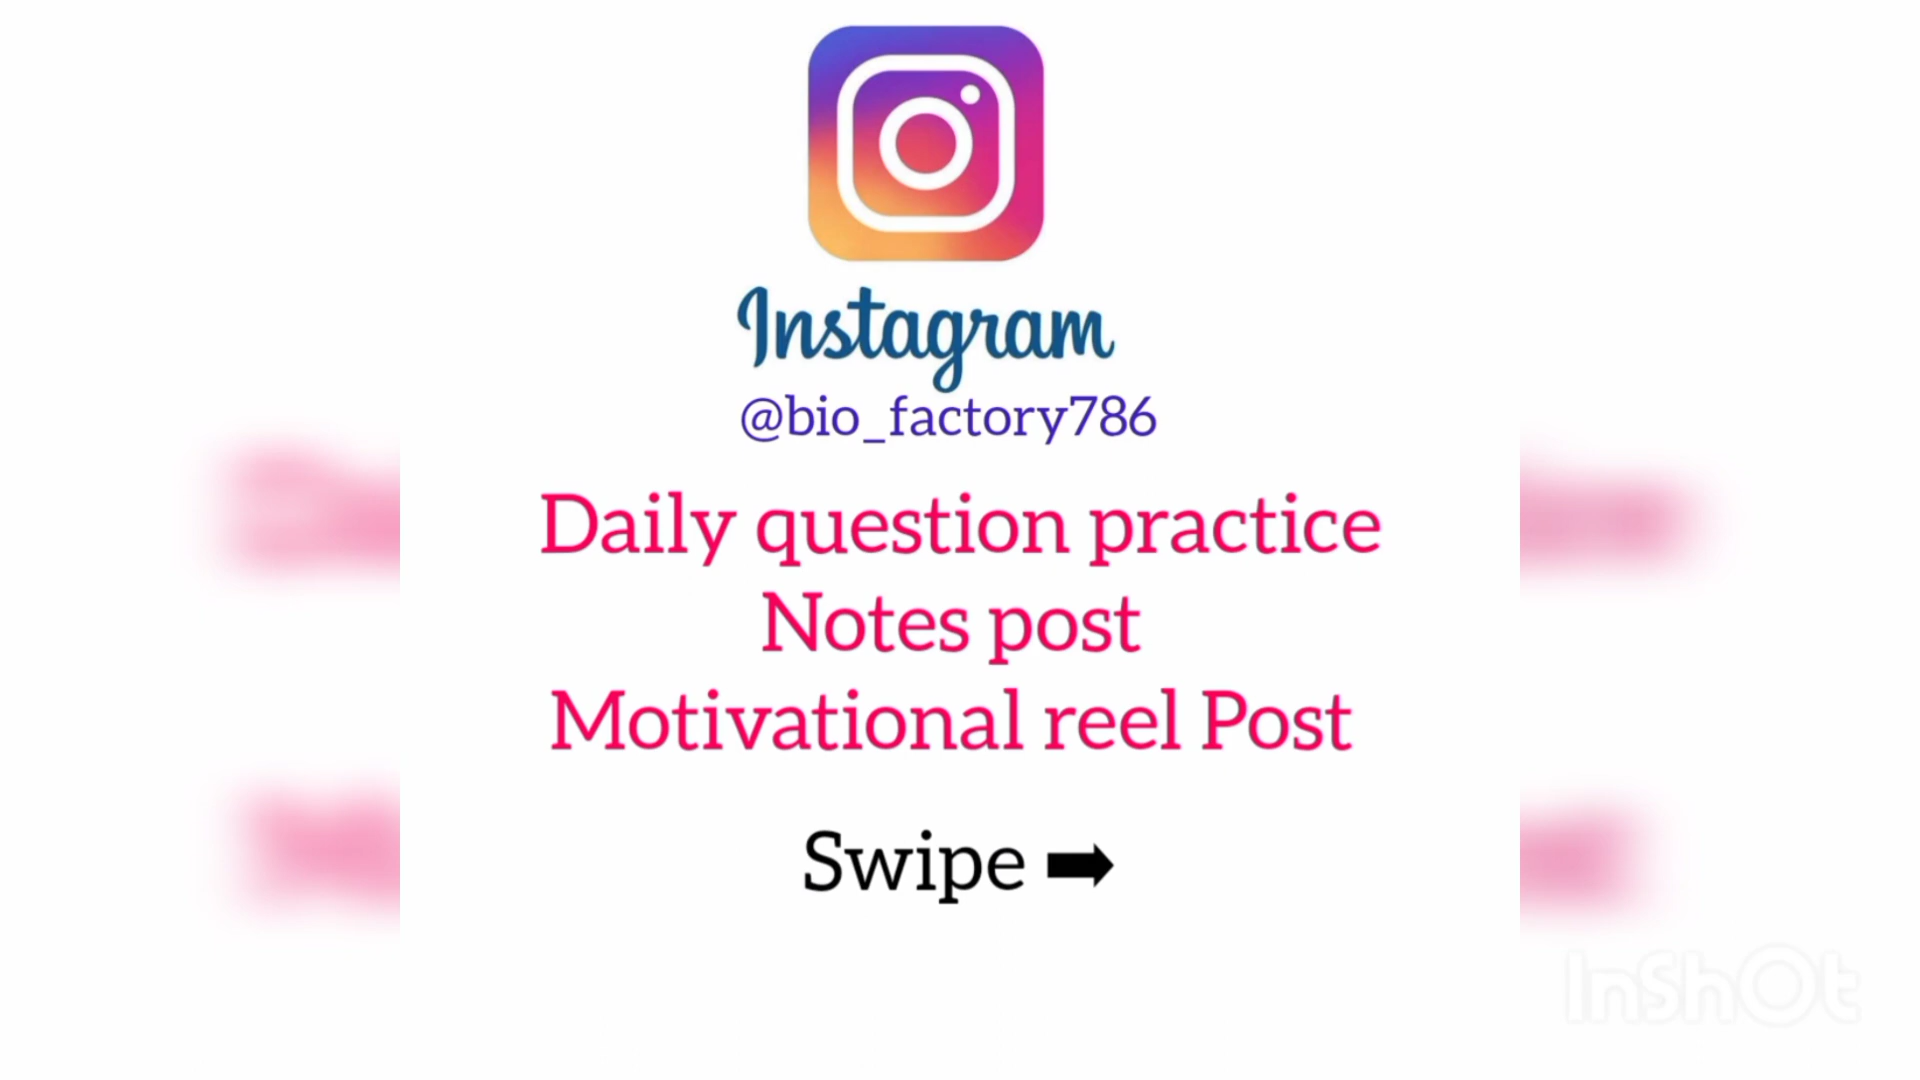 Instagram
@bio_factory786
Daily question practice
Notes post
Motivational reel Post
Swipe ➡
InShOt